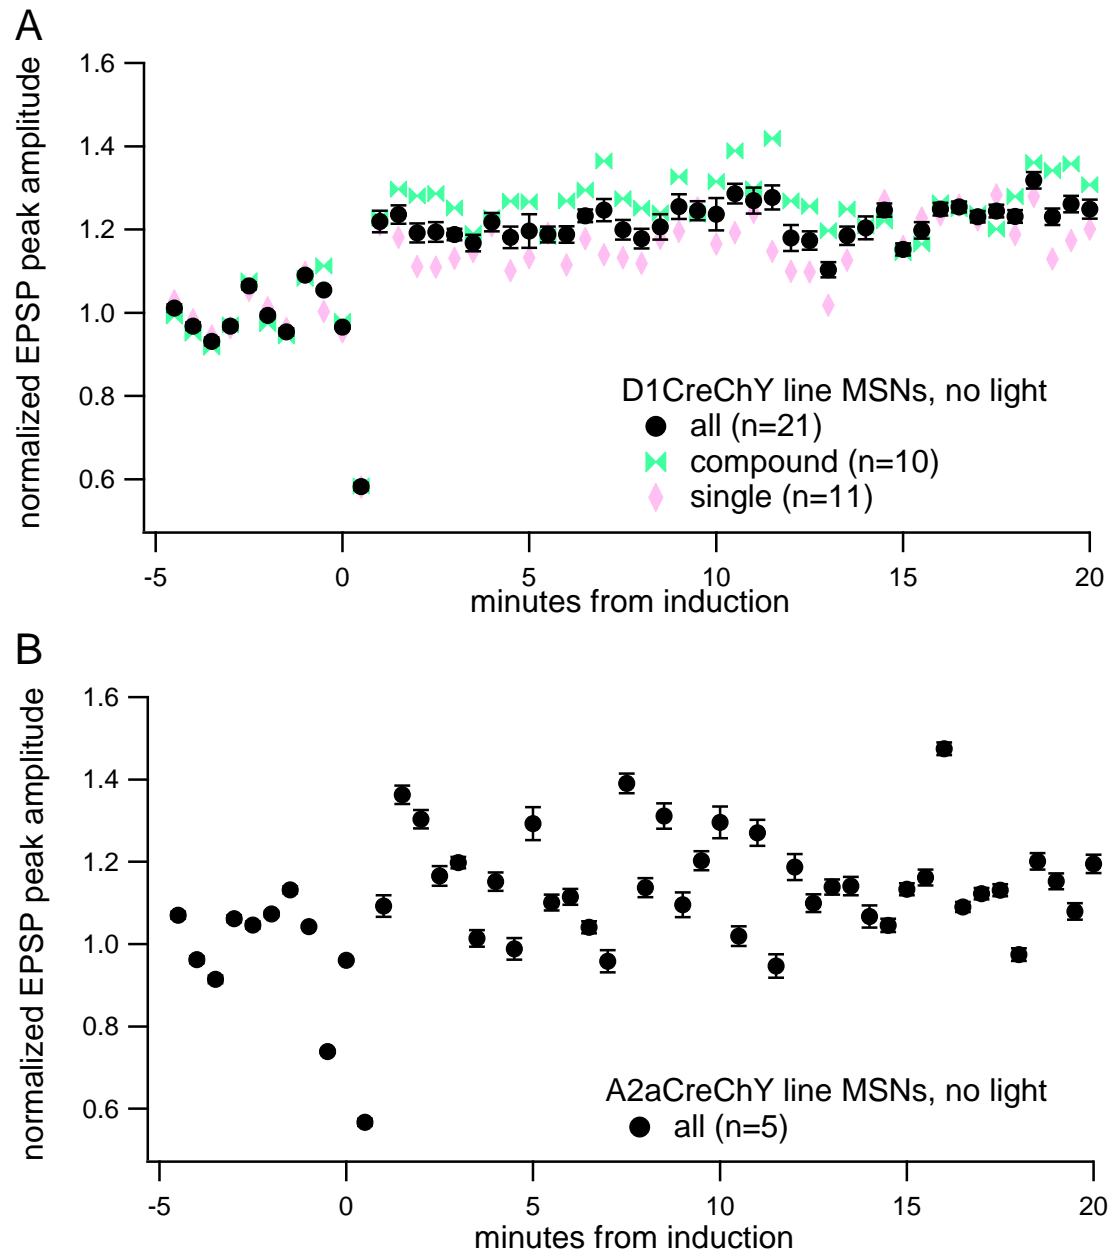 A
normalized EPSP peak amplitude
1.6
1.4
1.2
1.0
0.8
0.6
D1CreChY line MSNs, no light
all (n=21)
compound (n=10)
single (n=11)
-5 0 5 10 15 20
minutes from induction
B
normalized EPSP peak amplitude
1.6
1.4
1.2
1.0
0.8
0.6
A2aCreChY line MSNs, no light
all (n=5)
-5 0 5 10 15 20
minutes from induction